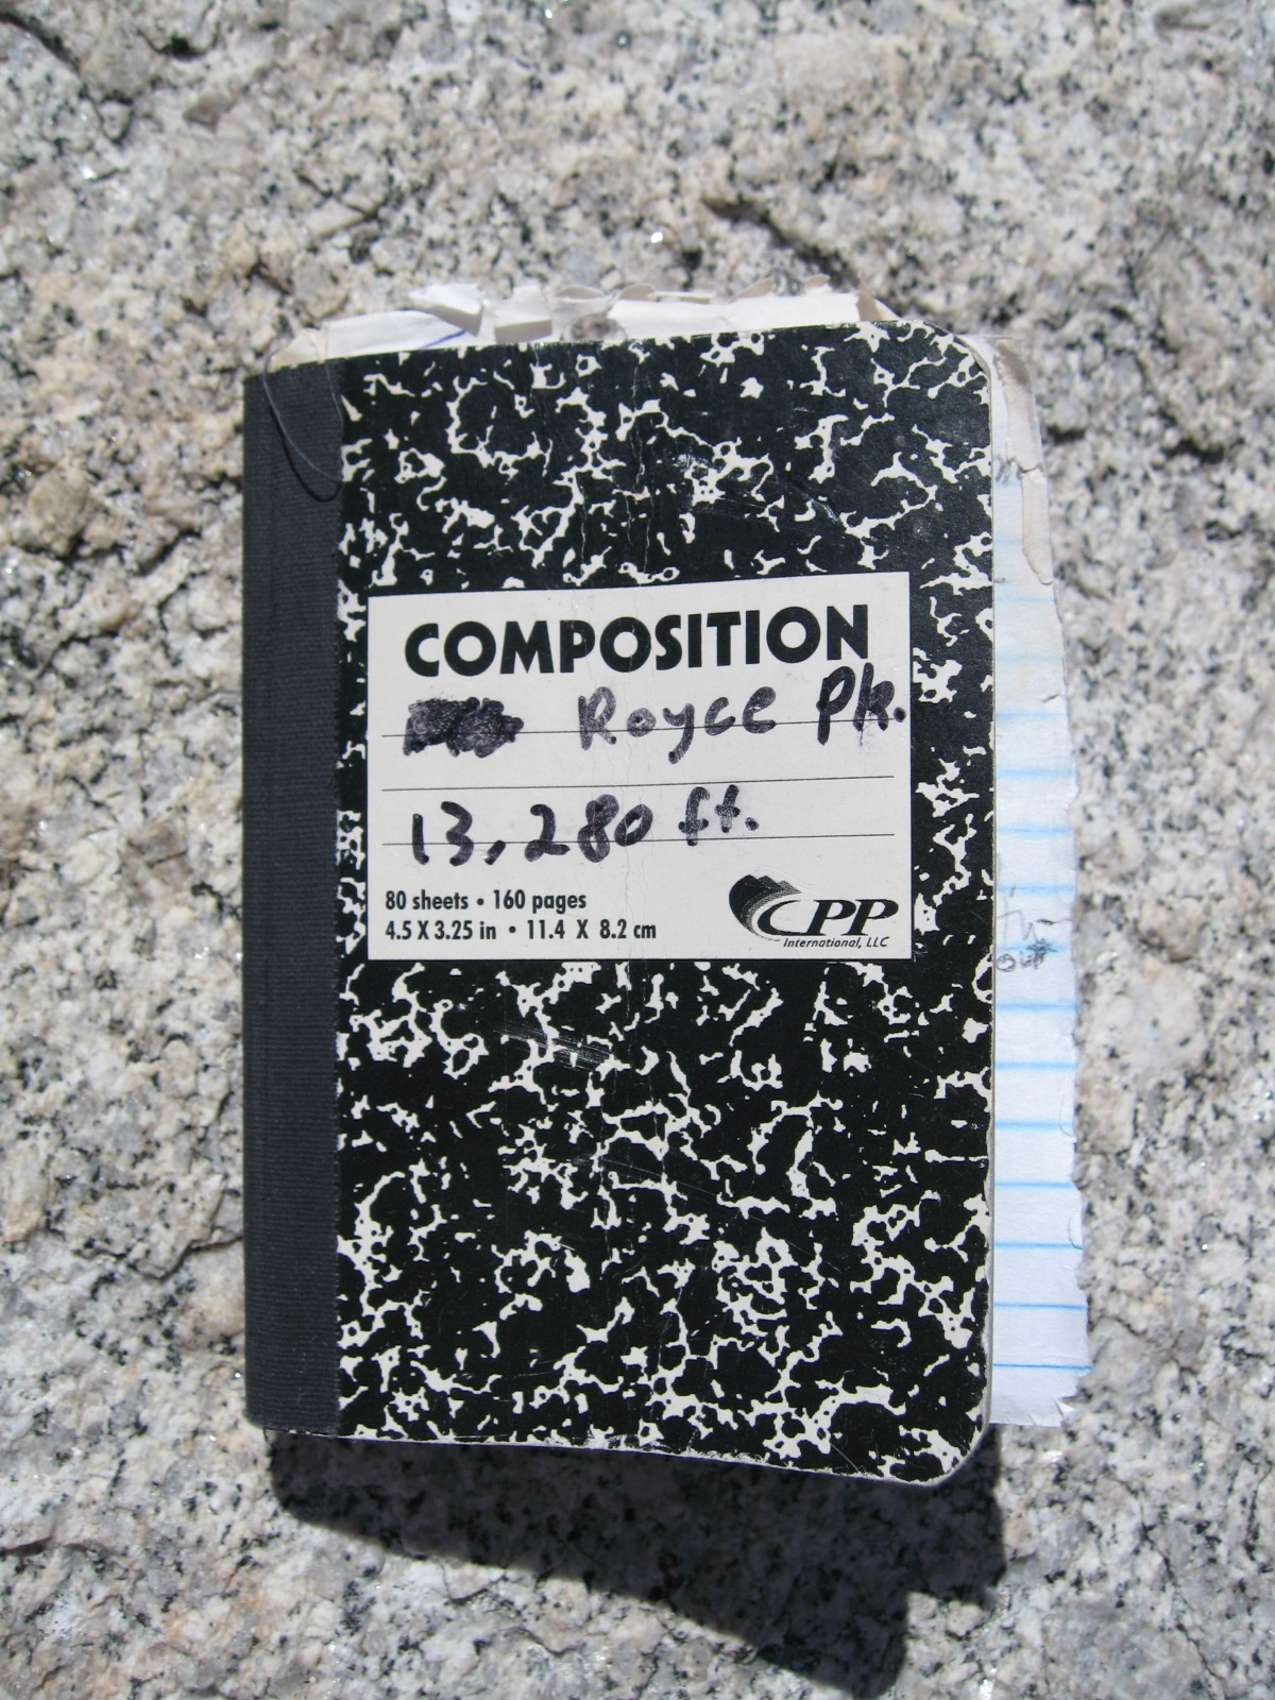 COMPOSITION
Royce Pk.
13,280 ft.
80 sheets • 160 pages
4.5 X 3.25 in • 11.4 X 8.2 cm
CPP
International, LLC
out